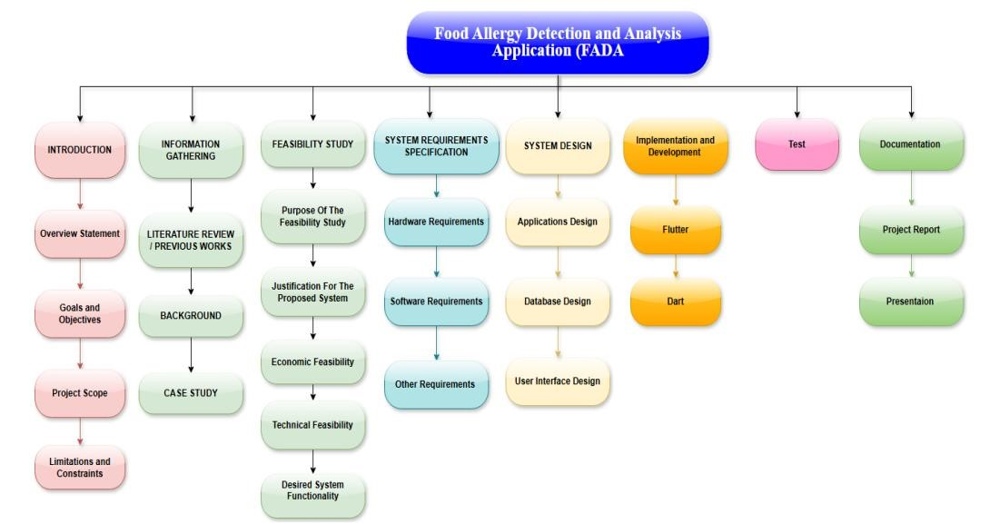 Food Allergy Detection and Analysis
Application (FADA
INTRODUCTION
Overview Statement
Goals and
Objectives
Project Scope
Limitations and
Constraints
INFORMATION
GATHERING
LITERATURE REVIEW
/ PREVIOUS WORKS
BACKGROUND
CASE STUDY
FEASIBILITY STUDY
Purpose Of The
Feasibility Study
Justification For The
Proposed System
Economic Feasibility
Technical Feasibility
Desired System
Functionality
SYSTEM REQUIREMENTS
SPECIFICATION
Hardware Requirements
Software Requirements
Other Requirements
SYSTEM DESIGN
Applications Design
Database Design
User Interface Design
Implementation and
Development
Flutter
Dart
Test
Documentation
Project Report
Presentaion